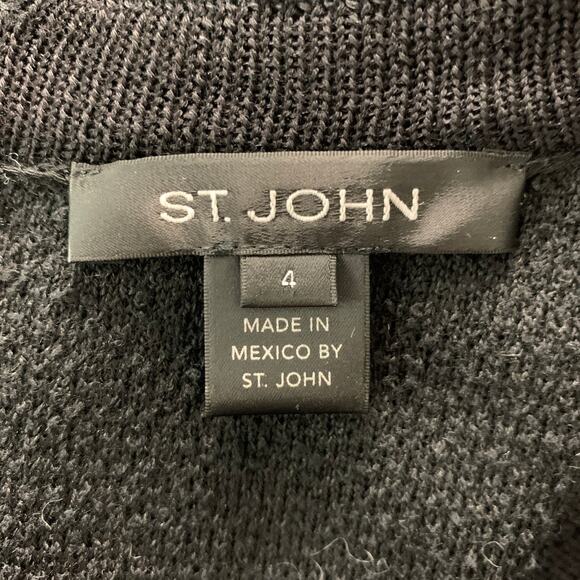 ST. JOHN
4
MADE IN
MEXICO BY
ST. JOHN